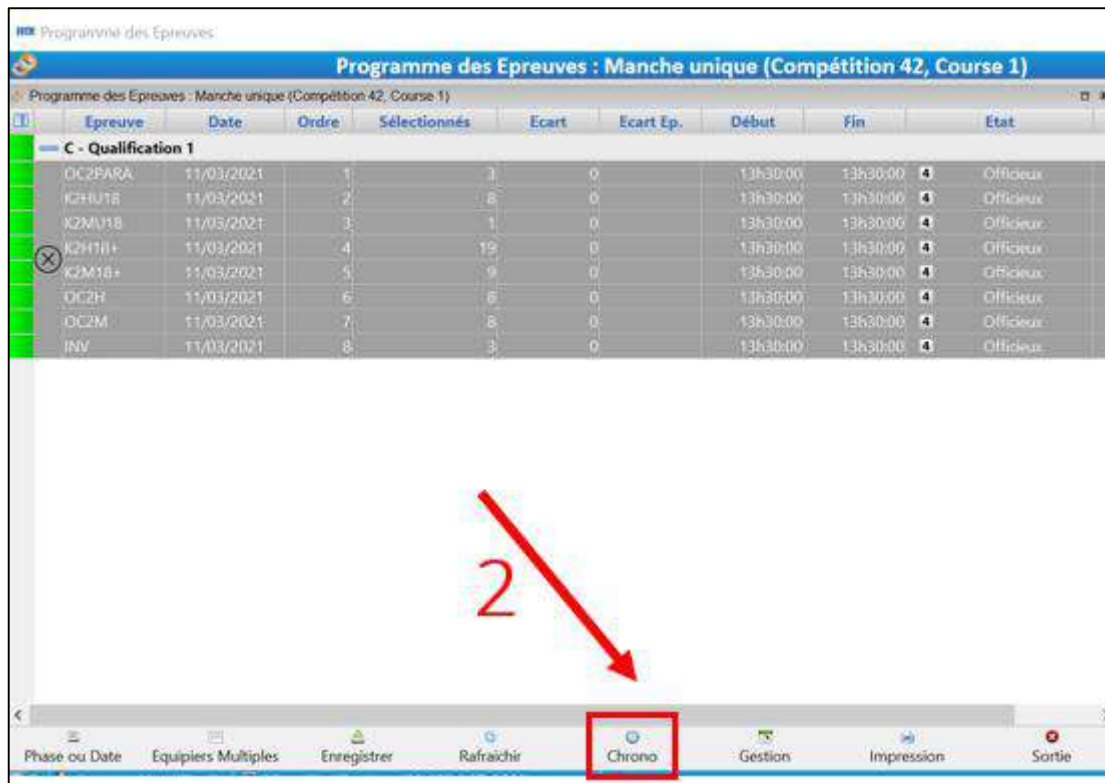 Programme des Epreuves
Programme des Epreuves : Manche unique (Compétition 42, Course 1)
Programme des Epreuves : Manche unique (Compétition 42, Course 1)
Epreuve Date Ordre Sélectionnés Ecart Ecart Ep. Début Fin Etat
C - Qualification 1
OC2PARA 11/03/2021 1 3 0 13h30:00 13h30:00 4 Officieux
K2HU18 11/03/2021 2 8 0 13h30:00 13h30:00 4 Officieux
K2MU18 11/03/2021 3 1 0 13h30:00 13h30:00 4 Officieux
K2H18+ 11/03/2021 4 19 0 13h30:00 13h30:00 4 Officieux
K2M18+ 11/03/2021 5 9 0 13h30:00 13h30:00 4 Officieux
OC2H 11/03/2021 6 8 0 13h30:00 13h30:00 4 Officieux
OC2M 11/03/2021 7 8 0 13h30:00 13h30:00 4 Officieux
INV 11/03/2021 8 3 0 13h30:00 13h30:00 4 Officieux
2
Phase ou Date Equipiers Multiples Enregistrer Rafraichir Chrono Gestion Impression Sortie